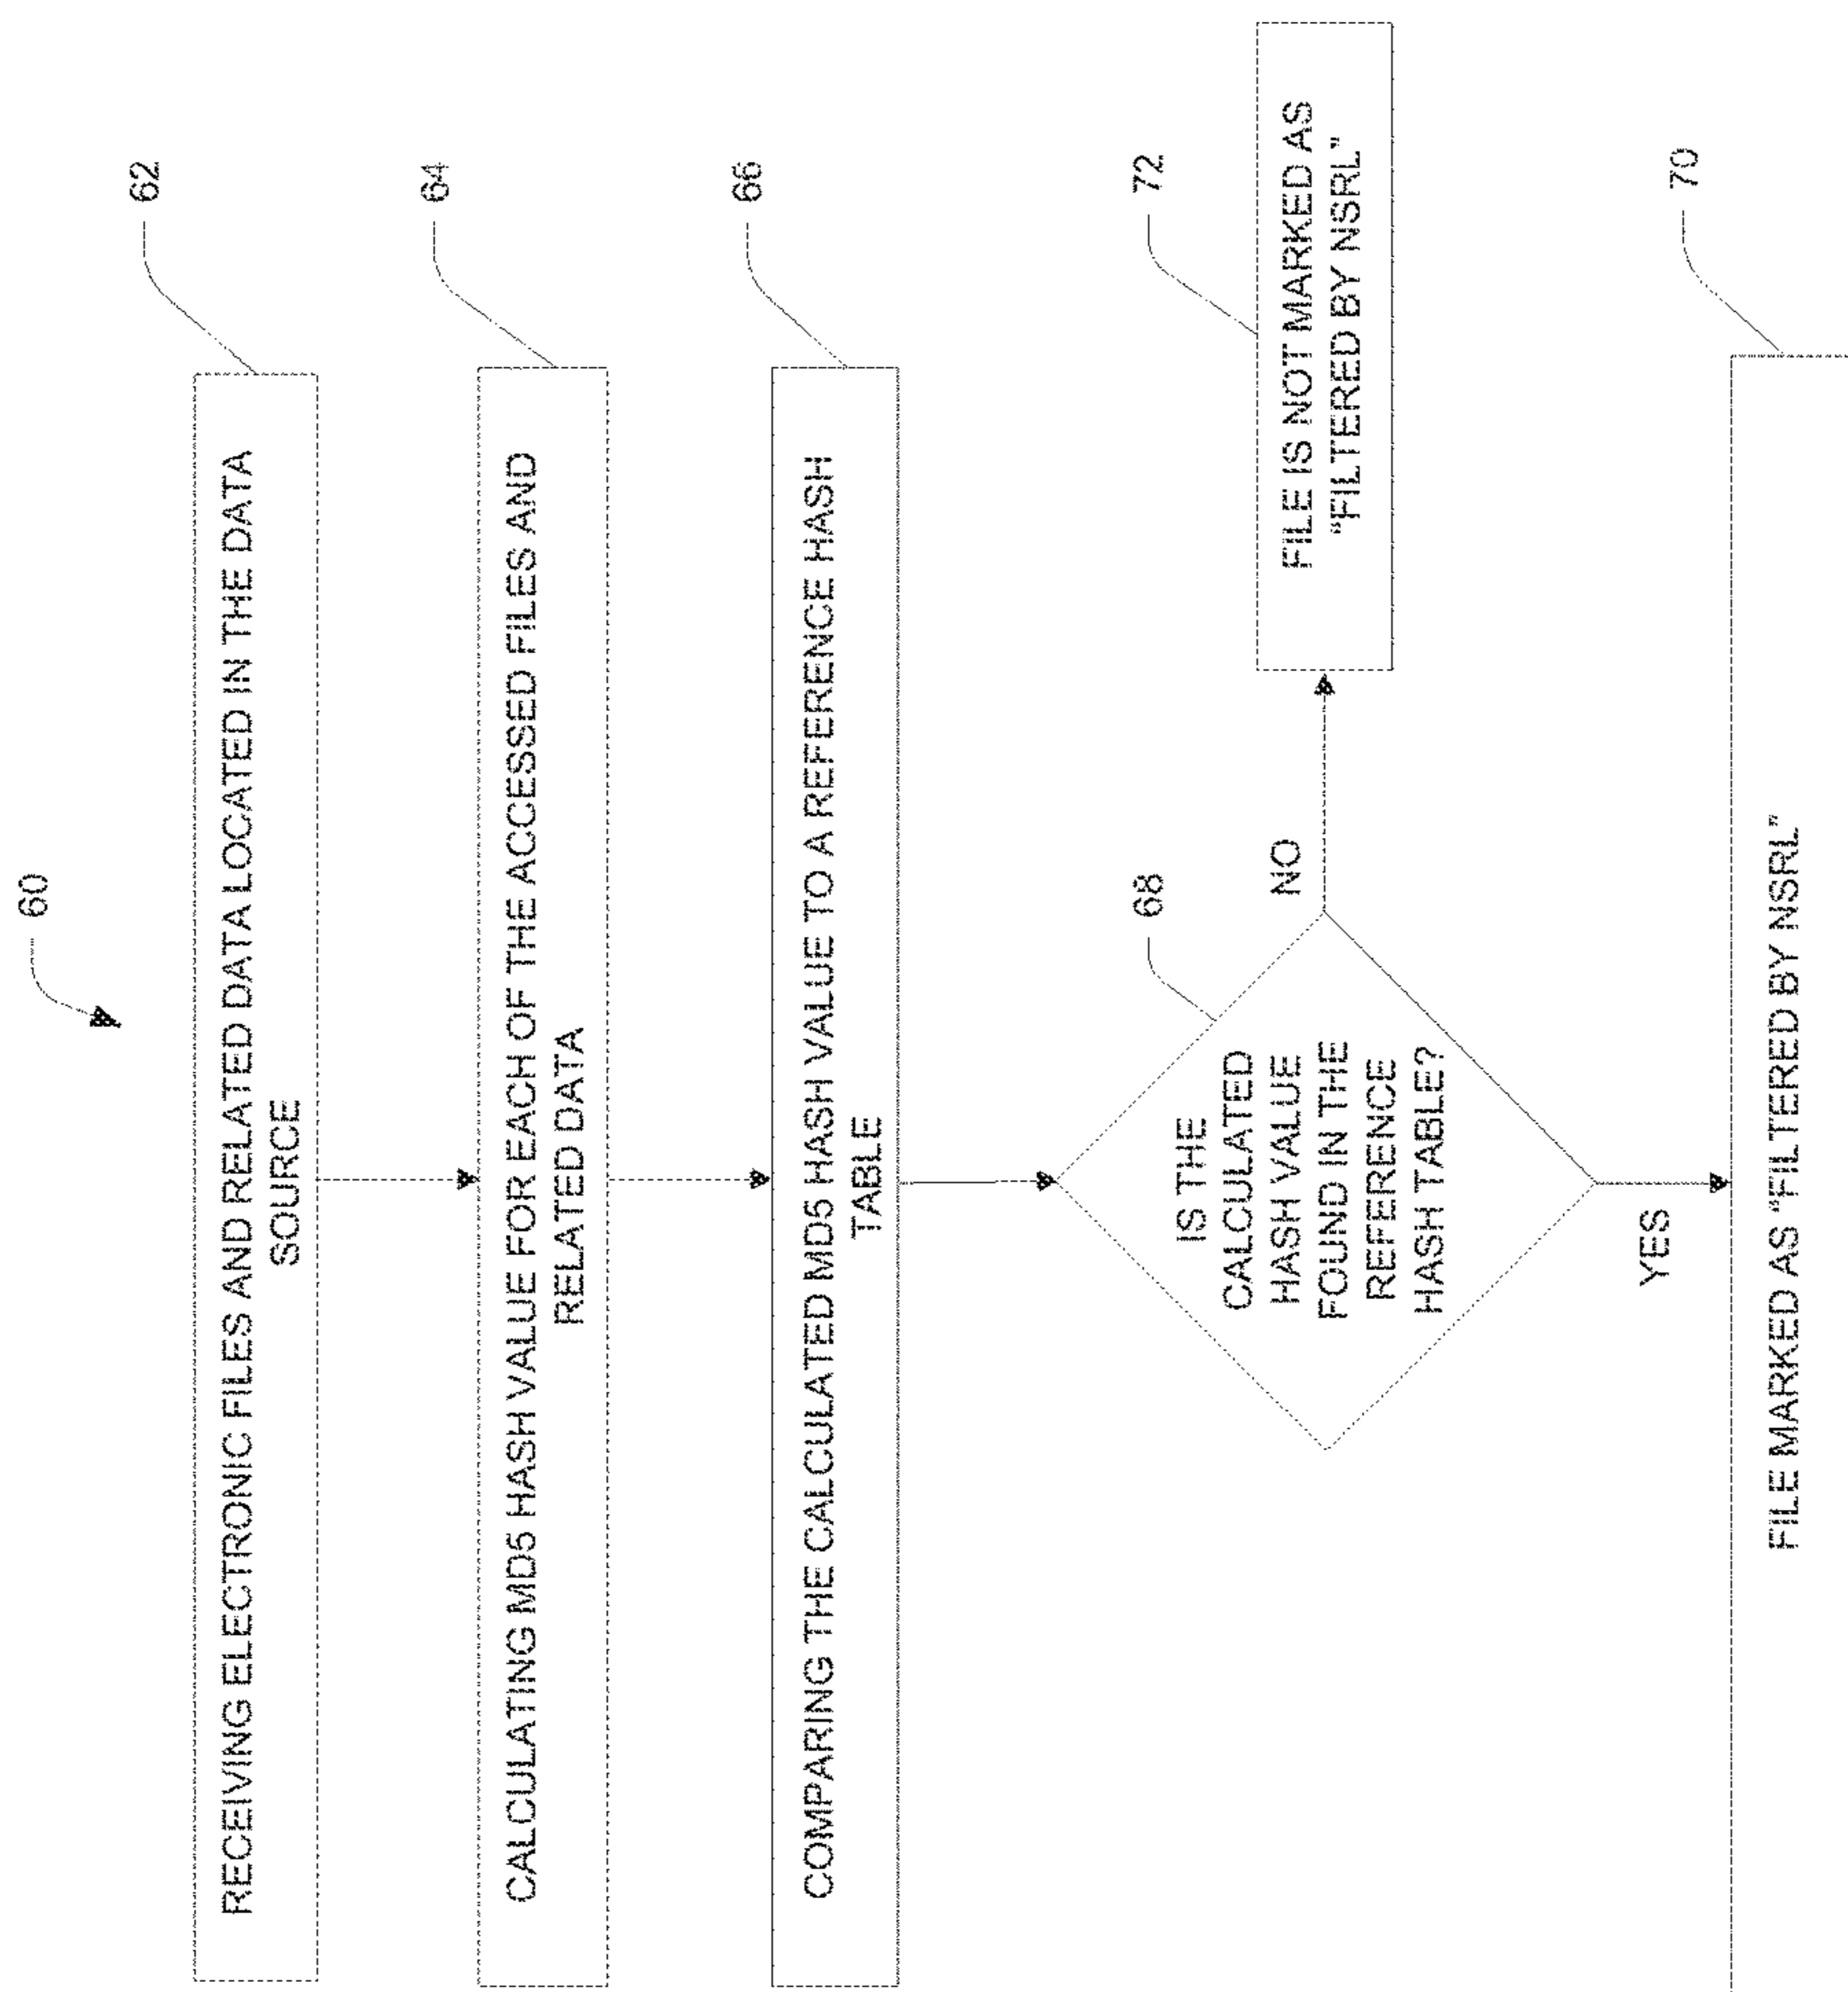 60
62
RECEIVING ELECTRONIC FILES AND RELATED DATA LOCATED IN THE DATA
SOURCE
64
CALCULATING MD5 HASH VALUE FOR EACH OF THE ACCESSED FILES AND
RELATED DATA
66
COMPARING THE CALCULATED MD5 HASH VALUE TO A REFERENCE HASH
TABLE
68
IS THE
CALCULATED
HASH VALUE
FOUND IN THE
REFERENCE
HASH TABLE?
NO
72
FILE IS NOT MARKED AS
"FILTERED BY NSRL"
YES
70
FILE MARKED AS "FILTERED BY NSRL"